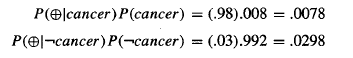 P(⊕|cancer)P(cancer) = (.98).008 = .0078
P(⊕|¬cancer)P(¬cancer) = (.03).992 = .0298